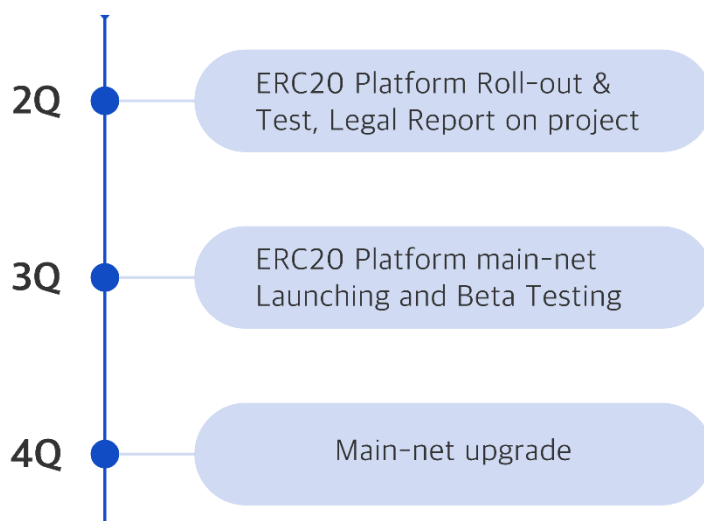 2Q
ERC20 Platform Roll-out &
Test, Legal Report on project
3Q
ERC20 Platform main-net
Launching and Beta Testing
4Q
Main-net upgrade